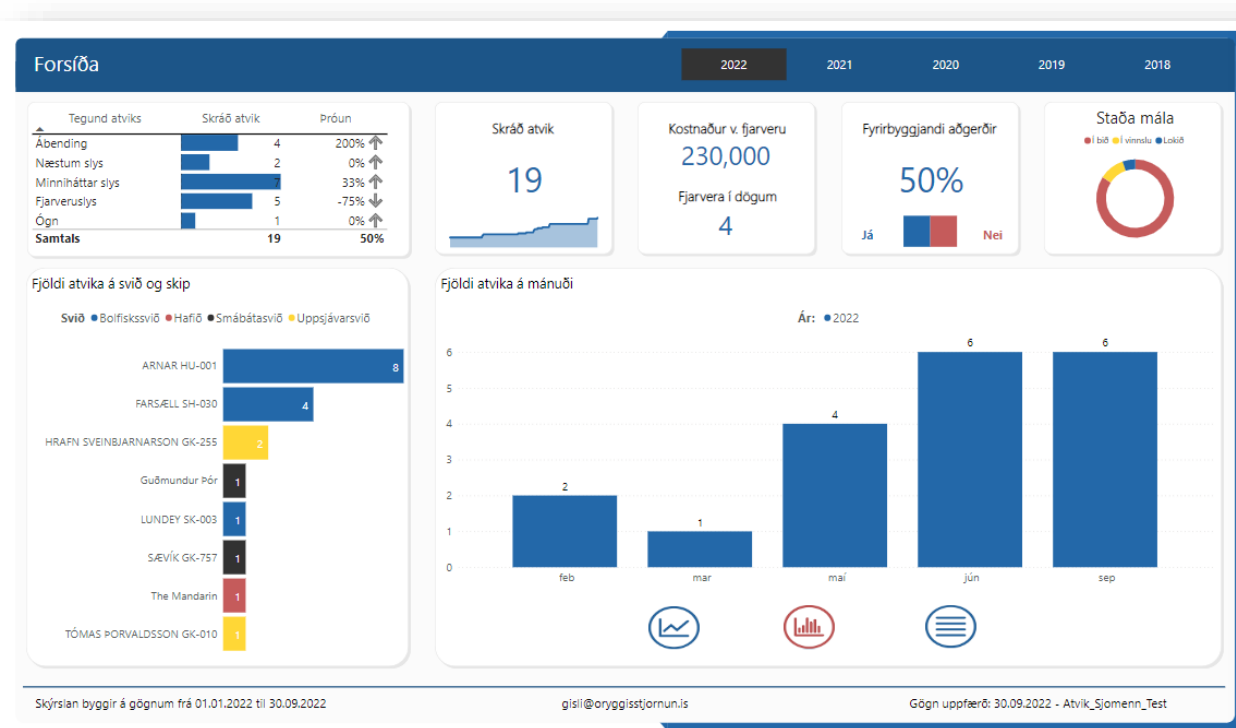 Forsíða
2022 2021 2020 2019 2018
Tegund atviks Skráð atvik Þróun
Ábending 4 200%
Næstum slys 2 0%
Minniháttar slys 7 33%
Fjarveruslys 5 -75%
Ógn 1 0%
Samtals 19 50%
Skráð atvik
19
Kostnaður v. fjarveru
230,000
Fjarvera í dögum
4
Fyrirbyggjandi aðgerðir
50%
Já Nei
Staða mála
Í bið Í vinnslu Lokið
Fjöldi atvika á svið og skip
Svið Bolfiskssvið Hafið Smábátasvið Uppsjávarsvið
ARNAR HU-001 8
FARSÆLL SH-030 4
HRAFN SVEINBJARNARSON GK-255 2
Guðmundur Þór 1
LUNDEY SK-003 1
SÆVÍK GK-757 1
The Mandarin 1
TÓMAS ÞORVALDSSON GK-010 1
Fjöldi atvika á mánuði
Ár: 2022
6
5
4
3
2
1
0
2 1 4 6 6
feb mar maí jún sep
Skýrslan byggir á gögnum frá 01.01.2022 til 30.09.2022
gisli@oryggisstjornun.is
Gögn uppfærð: 30.09.2022 - Atvik_Sjomenn_Test